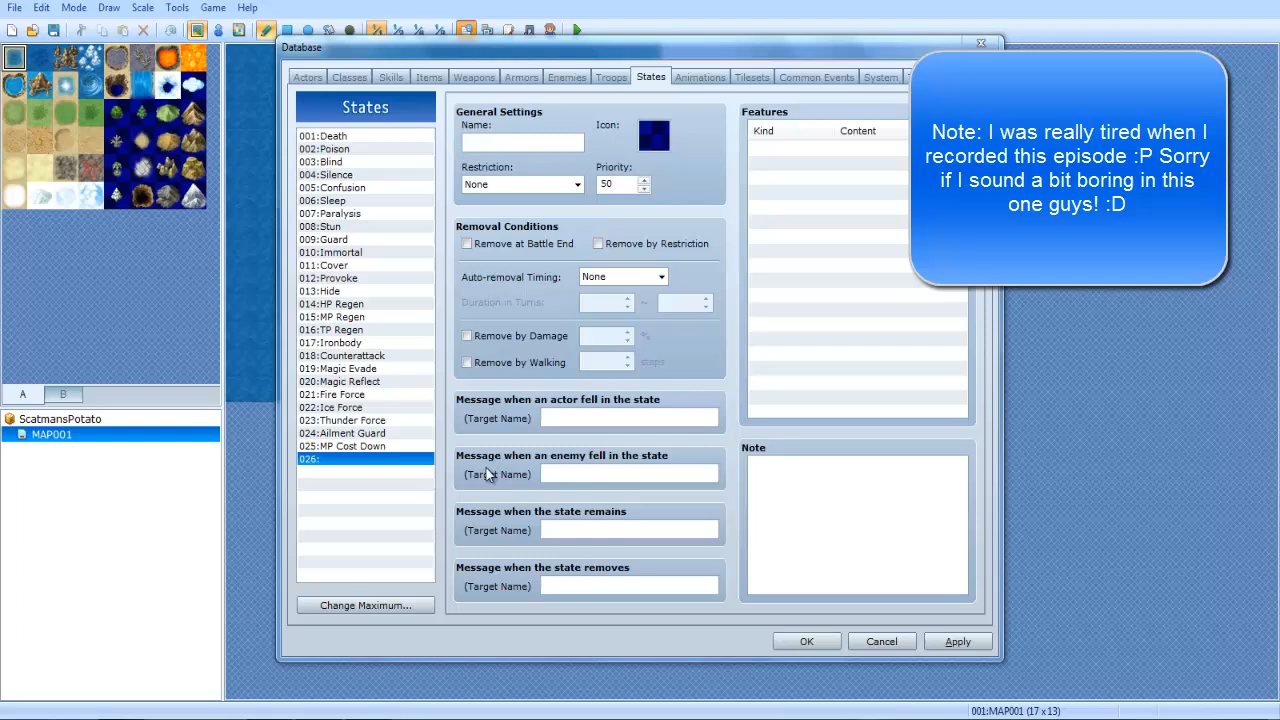 File Edit Mode Draw Scale Tools Game Help
Database
Actors Classes Skills Items Weapons Armors Enemies Troops States Animations Tilesets Common Events System
States
001:Death
002:Poison
003:Blind
004:Silence
005:Confusion
006:Sleep
007:Paralysis
008:Stun
009:Guard
010:Immortal
011:Cover
012:Provoke
013:Hide
014:HP Regen
015:MP Regen
016:TP Regen
017:Ironbody
018:Counterattack
019:Magic Evade
020:Magic Reflect
021:Fire Force
022:Ice Force
023:Thunder Force
024:Ailment Guard
025:MP Cost Down
026:
Change Maximum...
General Settings
Name: Icon:
Restriction: Priority:
None 50
Removal Conditions
Remove at Battle End Remove by Restriction
Auto-removal Timing: None
Duration in Turns: ~
Remove by Damage %
Remove by Walking steps
Message when an actor fell in the state
(Target Name)
Message when an enemy fell in the state
(Target Name)
Message when the state remains
(Target Name)
Message when the state removes
(Target Name)
Features
Kind Content
Note
OK Cancel Apply
Note: I was really tired when I
recorded this episode :P Sorry
if I sound a bit boring in this
one guys! :D
A B
ScatmansPotato
MAP001
001:MAP001 (17 x 13)